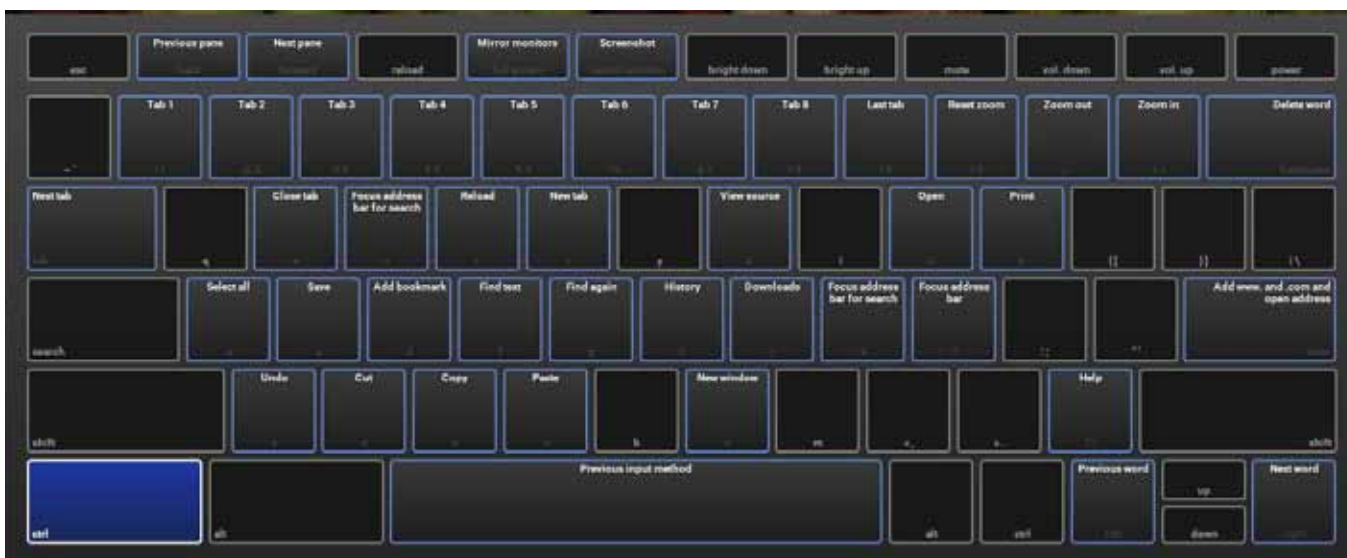 Previous pane Next pane Mirror monitors Screenshot
esc reload bright down bright up mute vol. down vol. up power
Tab 1 Tab 2 Tab 3 Tab 4 Tab 5 Tab 6 Tab 7 Tab 8 Last tab Reset zoom Zoom out Zoom in Delete word
Next tab Close tab Focus address Reload New tab View source Open Print
bar for search
q y i [{ ]} |\
Select all Save Add bookmark Find text Find again History Downloads Focus address Focus address Add www. and .com and
bar for search bar open address
search
Undo Cut Copy Paste New window Help
shift b m shift
Previous input method Previous word Next word
up
ctrl alt alt ctrl down